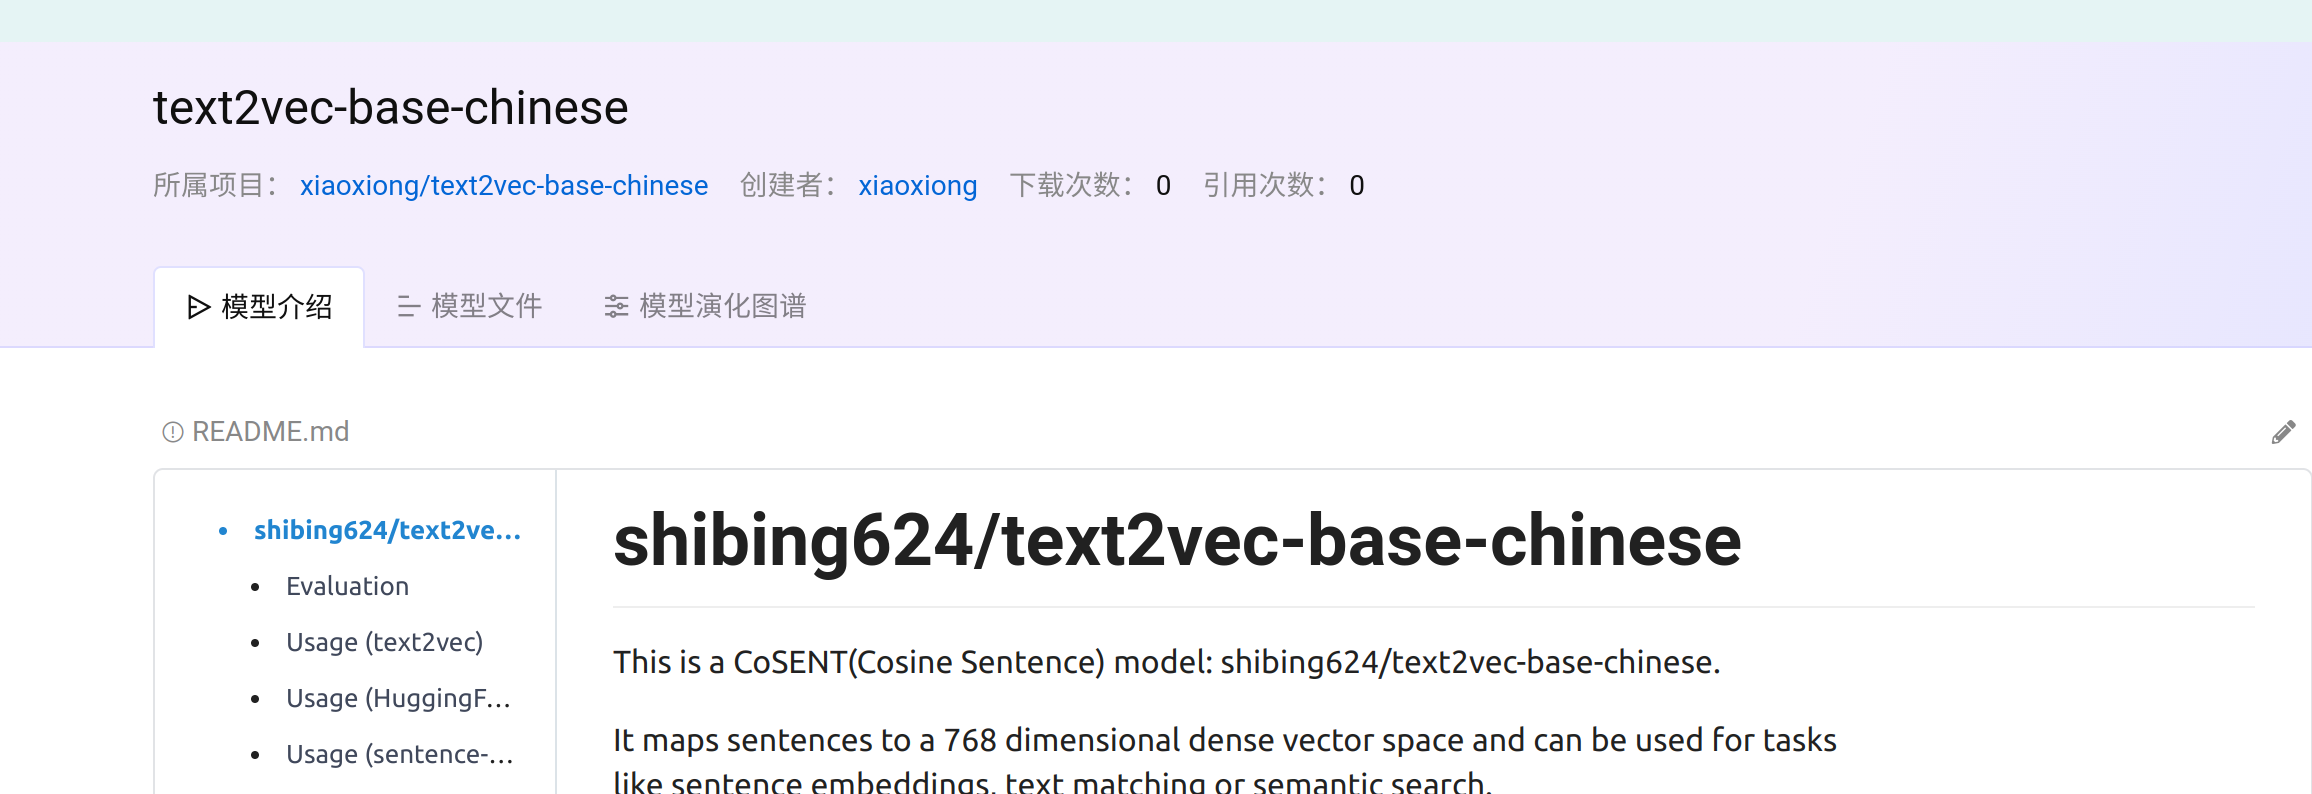 text2vec-base-chinese
所属项目： xiaoxiong/text2vec-base-chinese 创建者： xiaoxiong 下载次数： 0 引用次数： 0
模型介绍 模型文件 模型演化图谱
README.md
shibing624/text2ve...
Evaluation
Usage (text2vec)
Usage (HuggingF...
Usage (sentence-...
shibing624/text2vec-base-chinese
This is a CoSENT(Cosine Sentence) model: shibing624/text2vec-base-chinese.
It maps sentences to a 768 dimensional dense vector space and can be used for tasks
like sentence embeddings, text matching or semantic search.